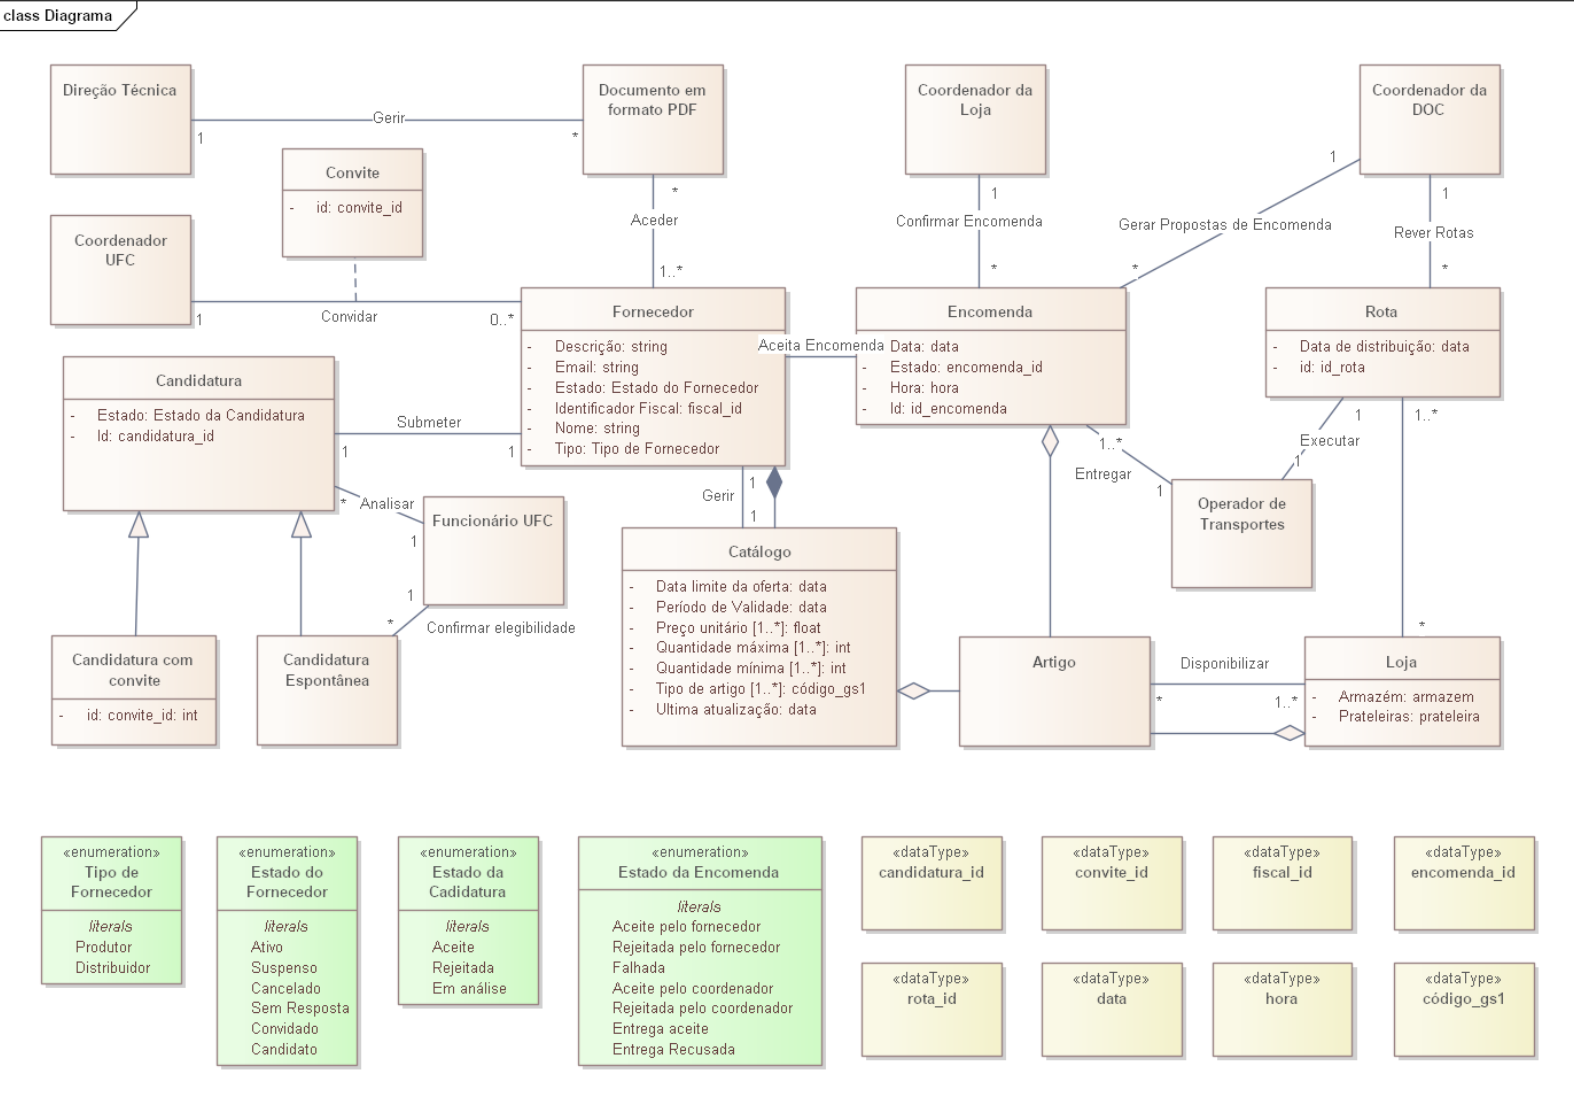 class Diagrama
Direção Técnica
Gerir
1
*
Documento em
formato PDF
Coordenador da
Loja
Coordenador da
DOC
Convite
- id: convite_id
*
Aceder
1..*
1
Confirmar Encomenda
*
1
Gerar Propostas de Encomenda
*
1
Rever Rotas
*
Coordenador
UFC
1
Convidar
0..*
Fornecedor
- Descrição: string
- Email: string
- Estado: Estado do Fornecedor
- Identificador Fiscal: fiscal_id
- Nome: string
- Tipo: Tipo de Fornecedor
Aceita Encomenda
Encomenda
- Data: data
- Estado: encomenda_id
- Hora: hora
- Id: id_encomenda
Rota
- Data de distribuição: data
- id: id_rota
Candidatura
- Estado: Estado da Candidatura
- Id: candidatura_id
Submeter
1
1
1..*
Entregar
1
1
Executar
1
1..*
*
Operador de
Transportes
*
Analisar
1
Funcionário UFC
1
*
Confirmar elegibilidade
Gerir
1
1
Catálogo
- Data limite da oferta: data
- Período de Validade: data
- Preço unitário [1..*]: float
- Quantidade máxima [1..*]: int
- Quantidade mínima [1..*]: int
- Tipo de artigo [1..*]: código_gs1
- Ultima atualização: data
Candidatura com
convite
- id: convite_id: int
Candidatura
Espontânea
Artigo
Disponibilizar
*
1..*
Loja
- Armazém: armazem
- Prateleiras: prateleira
«enumeration»
Tipo de
Fornecedor
literals
Produtor
Distribuidor
«enumeration»
Estado do
Fornecedor
literals
Ativo
Suspenso
Cancelado
Sem Resposta
Convidado
Candidato
«enumeration»
Estado da
Cadidatura
literals
Aceite
Rejeitada
Em análise
«enumeration»
Estado da Encomenda
literals
Aceite pelo fornecedor
Rejeitada pelo fornecedor
Falhada
Aceite pelo coordenador
Rejeitada pelo coordenador
Entrega aceite
Entrega Recusada
«dataType»
candidatura_id
«dataType»
convite_id
«dataType»
fiscal_id
«dataType»
encomenda_id
«dataType»
rota_id
«dataType»
data
«dataType»
hora
«dataType»
código_gs1